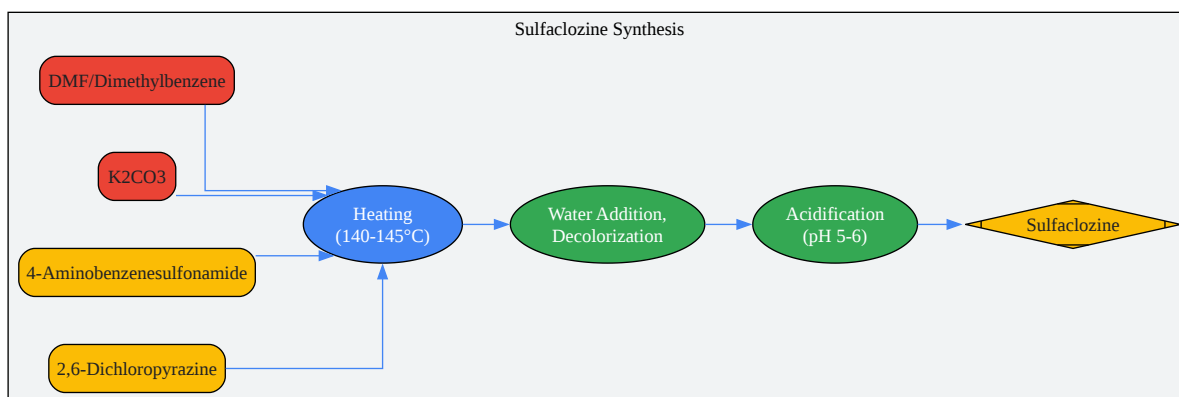 Sulfaclozine Synthesis
DMF/Dimethylbenzene
K2CO3
4-Aminobenzenesulfonamide
2,6-Dichloropyrazine
Heating
(140-145°C)
Water Addition,
Decolorization
Acidification
(pH 5-6)
Sulfaclozine